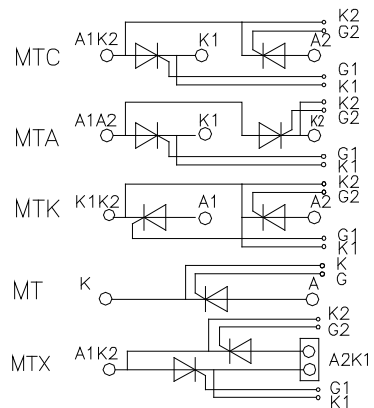 K2
G2
MTC A1K2 K1 A2
G1
K1
K2
G2
MTA A1A2 K1 K2
G1
K1
K2
G2
MTK K1K2 A1 A2
G1
K1
K
G
MT K A
K2
G2
MTX A1K2 A2K1
G1
K1